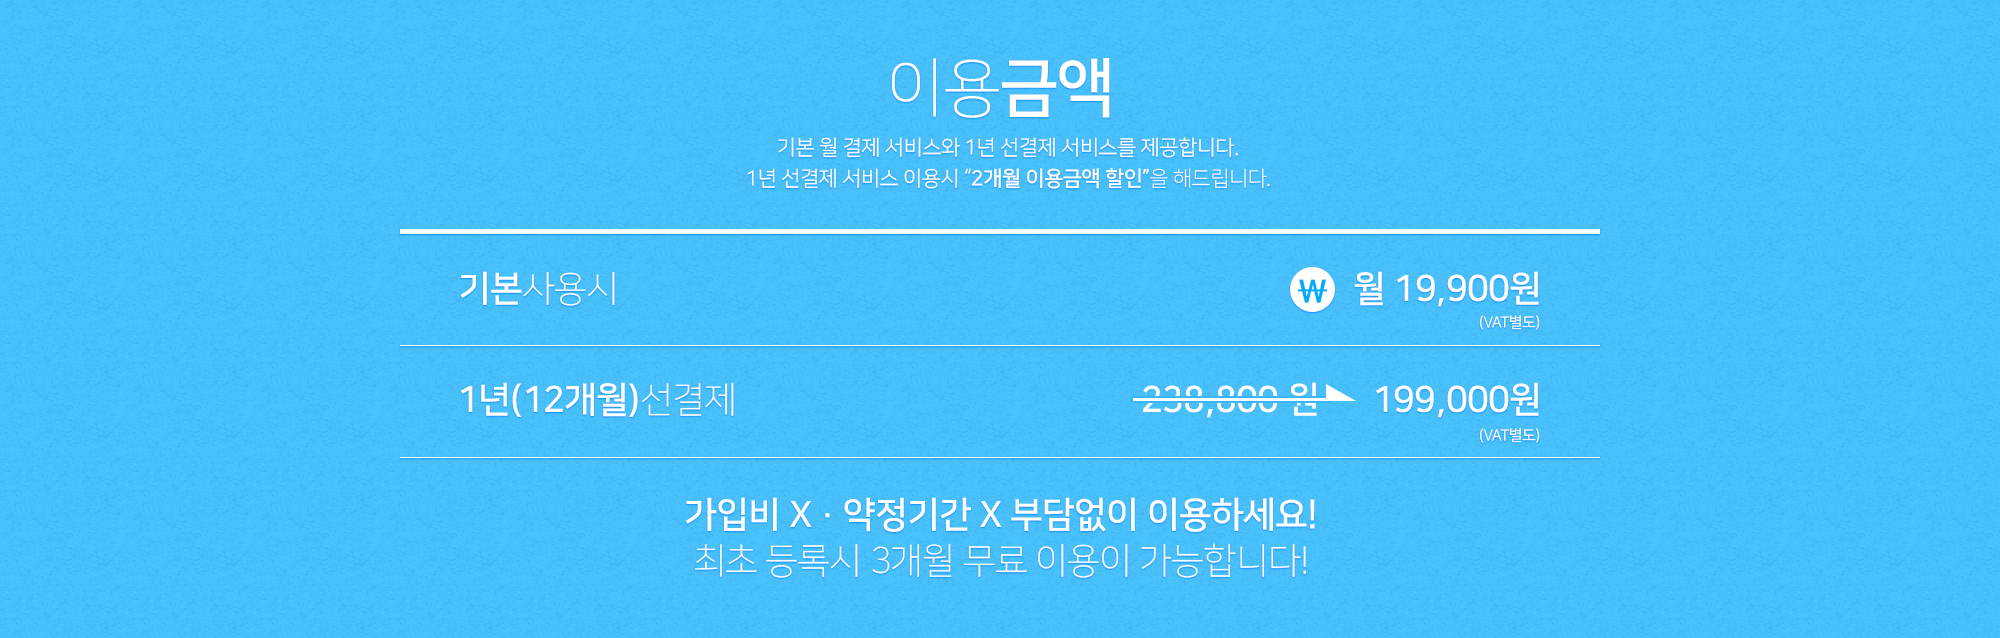 이용금액
기본 월 결제 서비스와 1년 선결제 서비스를 제공합니다.
1년 선결제 서비스 이용시 “2개월 이용금액 할인”을 해드립니다.
기본사용시
₩ 월 19,900원
(VAT별도)
1년(12개월)선결제
238,800 원 199,000원
(VAT별도)
가입비 X · 약정기간 X 부담없이 이용하세요!
최초 등록시 3개월 무료 이용이 가능합니다!